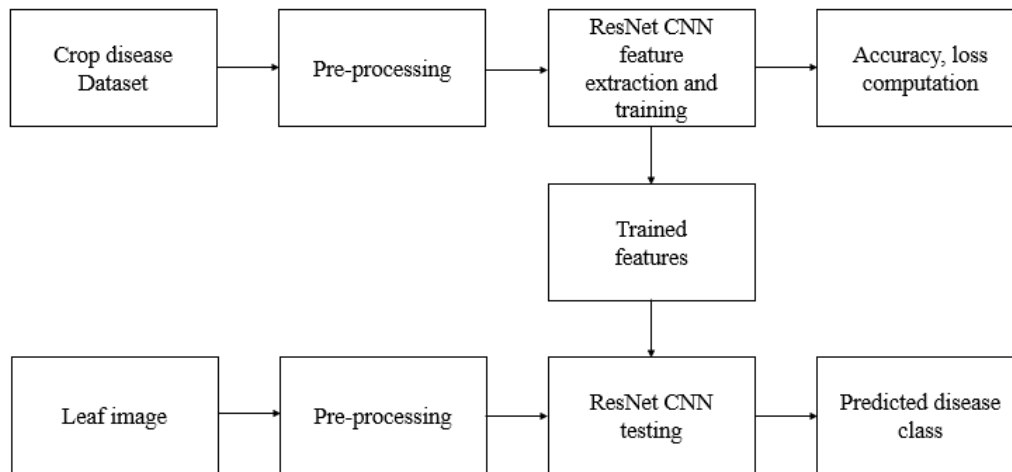 Crop disease
Dataset
Pre-processing
ResNet CNN
feature
extraction and
training
Accuracy, loss
computation
Trained
features
Leaf image
Pre-processing
ResNet CNN
testing
Predicted disease
class